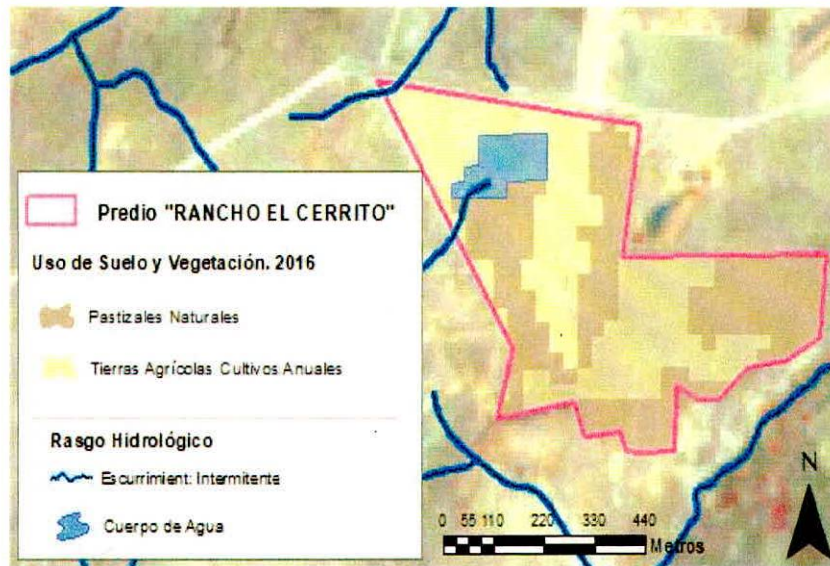 Predio "RANCHO EL CERRITO"
Uso de Suelo y Vegetación. 2016
Pastizales Naturales
Tierras Agrícolas Cultivos Anuales
Rasgo Hidrológico
Escurrimient: Intermitente
Cuerpo de Agua
0 55 110 220 330 440
Metros
N